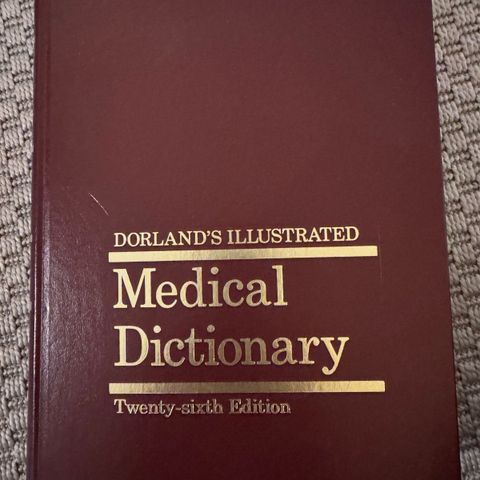 DORLAND'S ILLUSTRATED
Medical
Dictionary
Twenty-sixth Edition